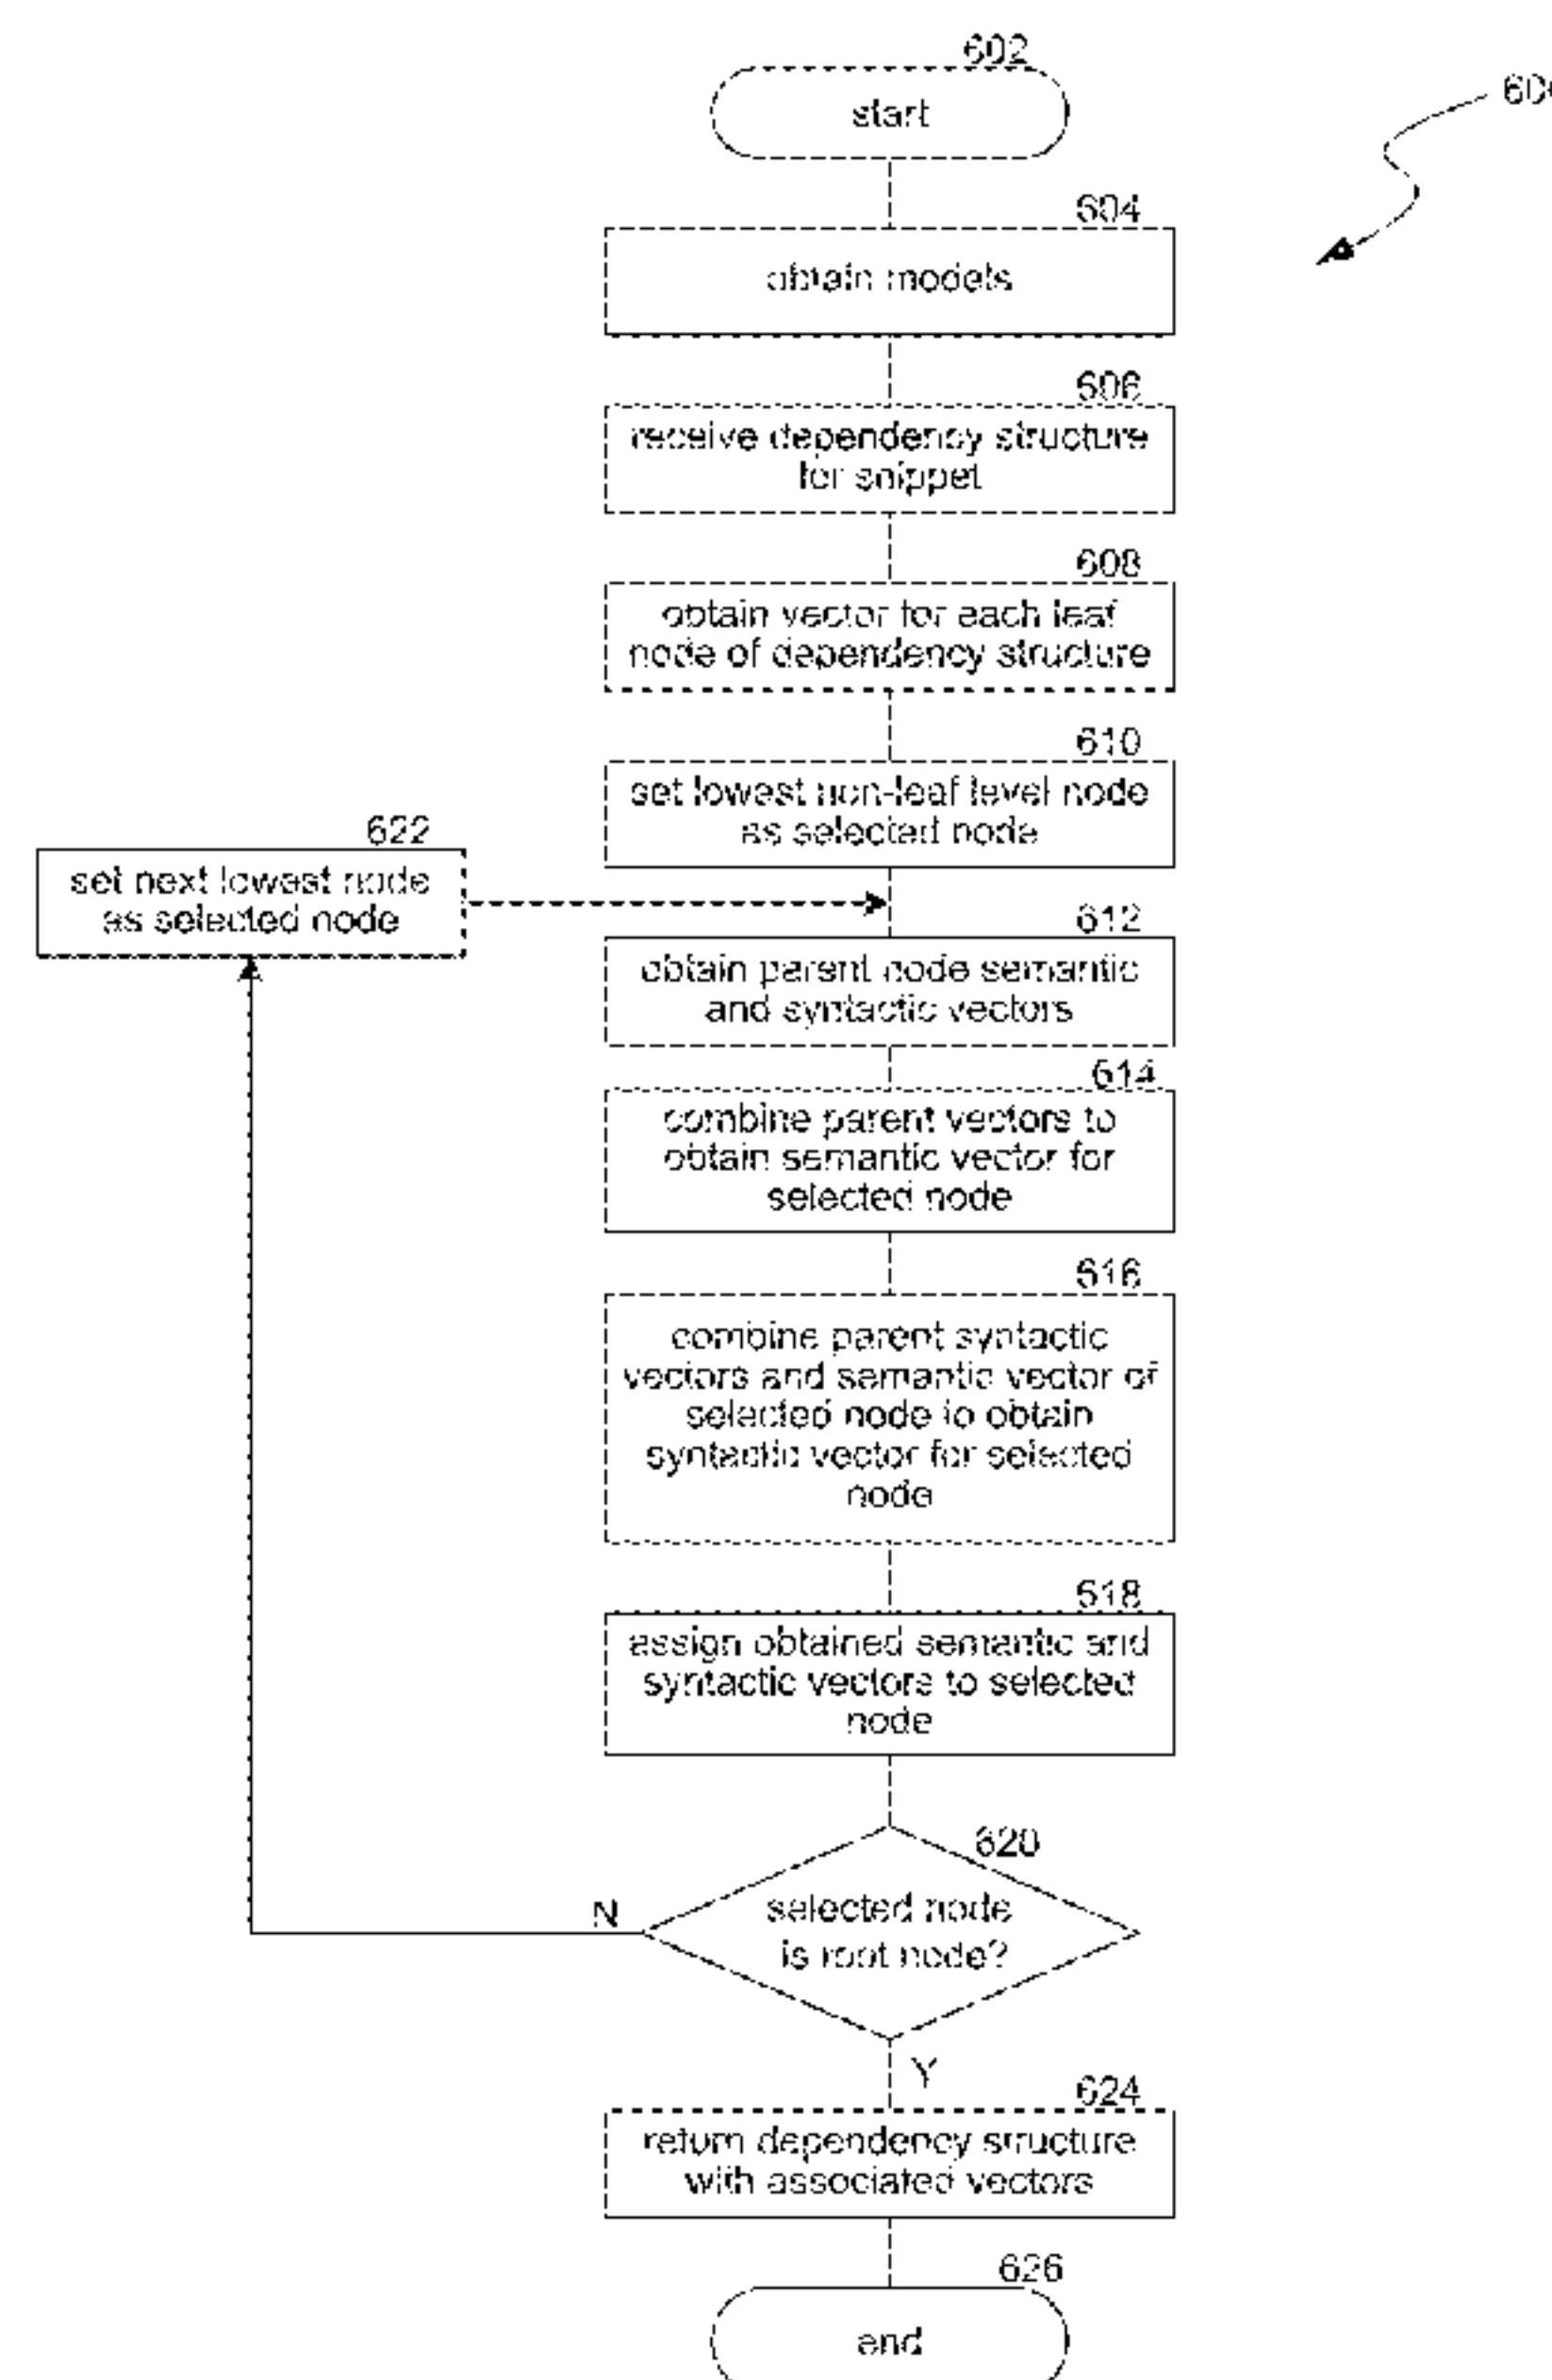 602
start
604
obtain models
606
receive dependency structure
for snippet
608
obtain vector for each leaf
node of dependency structure
610
set lowest non-leaf level node
as selected node
622
set next lowest node
as selected node
612
obtain parent node semantic
and syntactic vectors
614
combine parent vectors to
obtain semantic vector for
selected node
616
combine parent syntactic
vectors and semantic vector of
selected node to obtain
syntactic vector for selected
node
618
assign obtained semantic and
syntactic vectors to selected
node
620
selected node
is root node?
N
Y
624
return dependency structure
with associated vectors
626
end